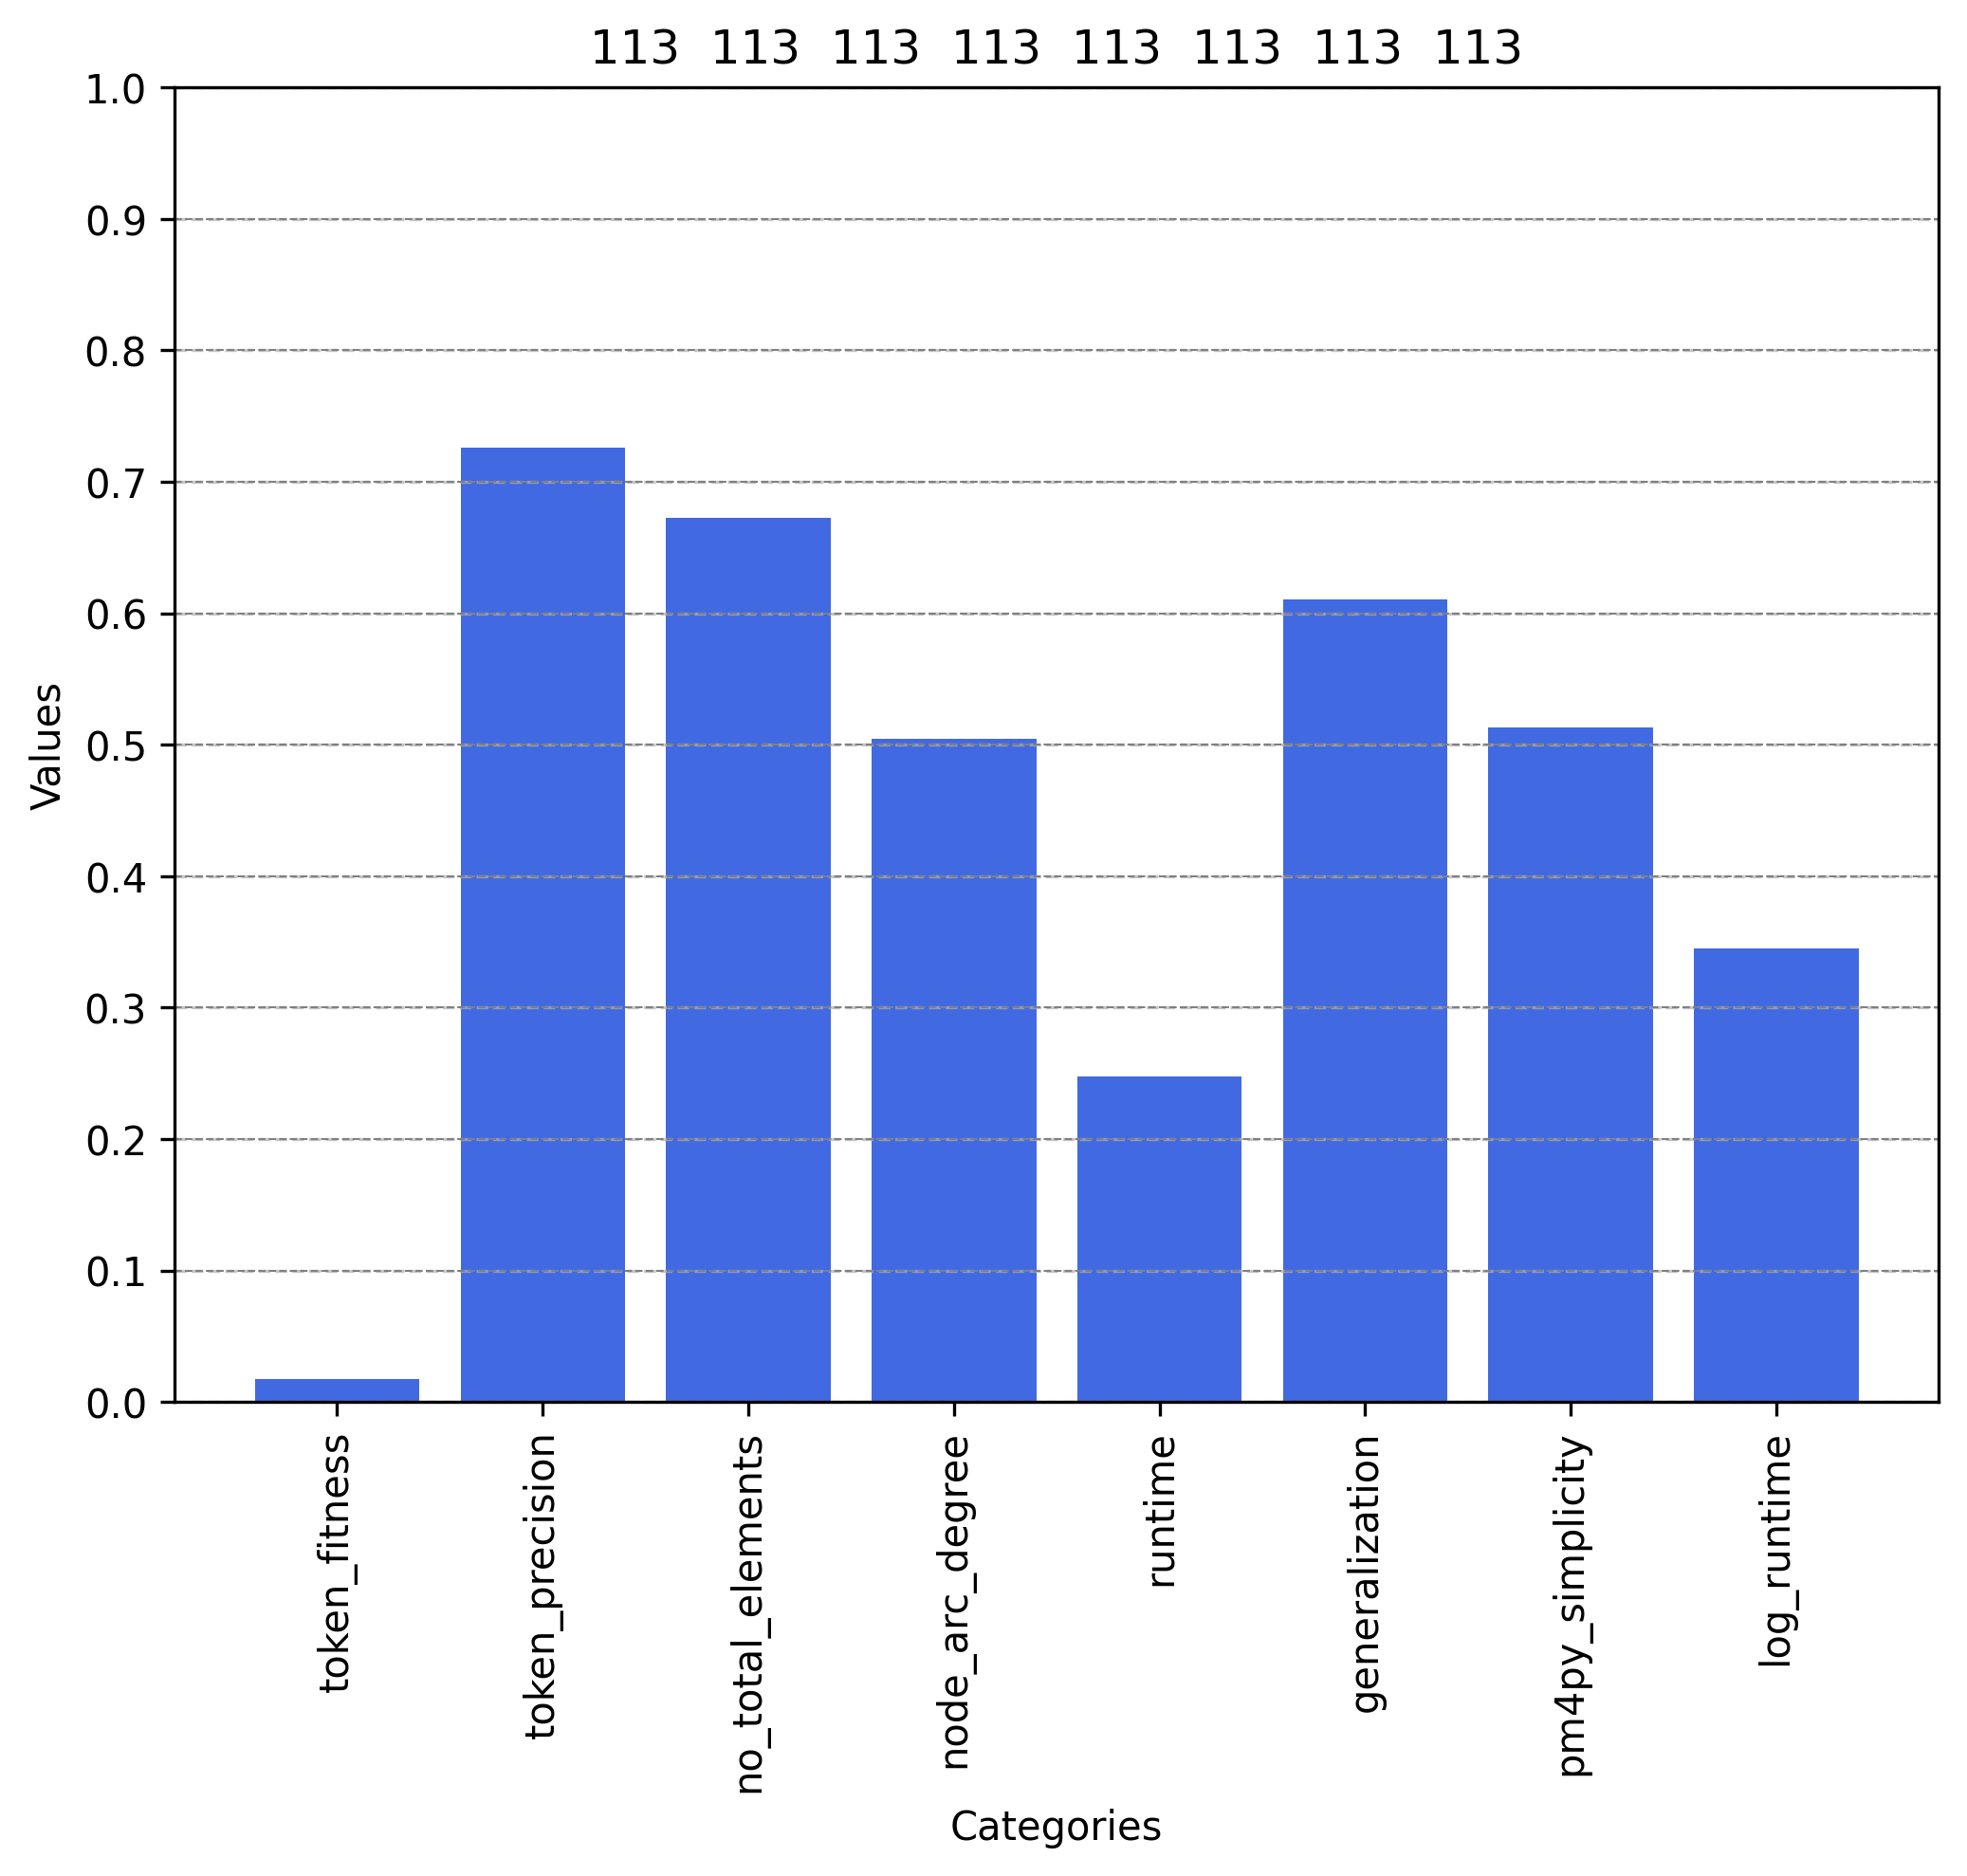 113 113 113 113 113 113 113 113
1.0
0.9
0.8
0.7
0.6
0.5
0.4
0.3
0.2
0.1
0.0
Values
token_fitness
token_precision
no_total_elements
node_arc_degree
runtime
generalization
pm4py_simplicity
log_runtime
Categories